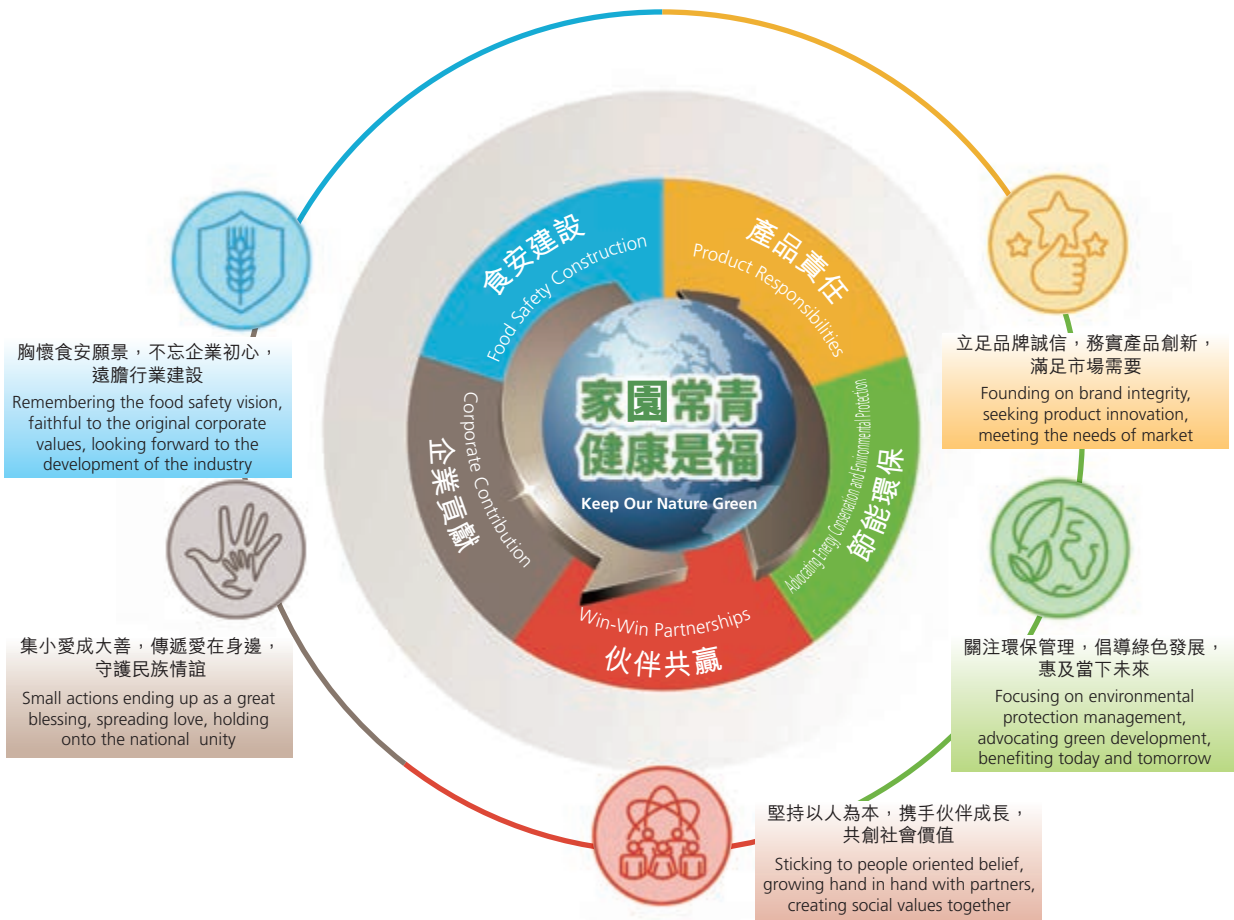 食安建設
Food Safety Construction
產品責任
Product Responsibilities
胸懷食安願景，不忘企業初心，
遠膽行業建設
Remembering the food safety vision,
faithful to the original corporate
values, looking forward to the
development of the industry
立足品牌誠信，務實產品創新，
滿足市場需要
Founding on brand integrity,
seeking product innovation,
meeting the needs of market
家園常青
健康是福
Keep Our Nature Green
企業貢獻
Corporate Contribution
Advocating Energy Conservation and Environmental Protection
節能環保
Win-Win Partnerships
伙伴共贏
集小愛成大善，傳遞愛在身邊，
守護民族情誼
Small actions ending up as a great
blessing, spreading love, holding
onto the national unity
關注環保管理，倡導綠色發展，
惠及當下未來
Focusing on environmental
protection management,
advocating green development,
benefiting today and tomorrow
堅持以人為本，携手伙伴成長，
共創社會價值
Sticking to people oriented belief,
growing hand in hand with partners,
creating social values together